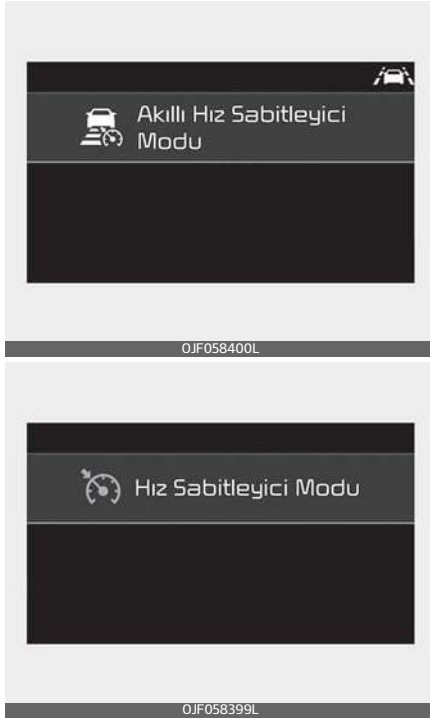 Akıllı Hız Sabitleyici
Modu
OJF058400L
Hız Sabitleyici Modu
OJF058399L